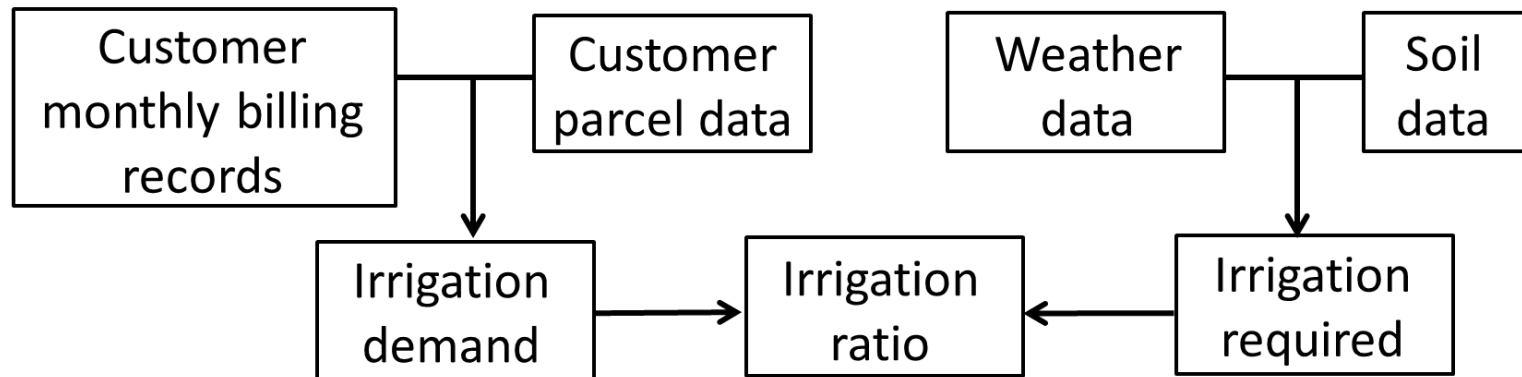 Customer
monthly billing
records
Customer
parcel data
Weather
data
Soil
data
Irrigation
demand
Irrigation
ratio
Irrigation
required